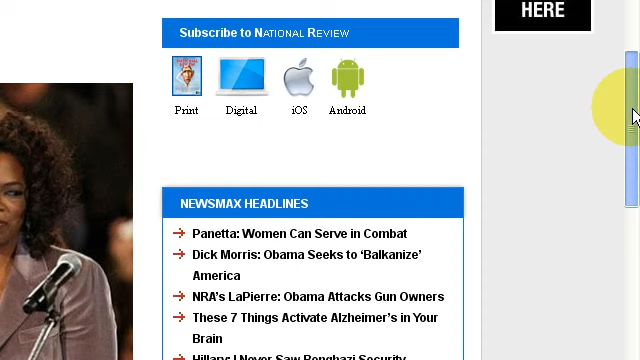 HERE
Subscribe to NATIONAL REVIEW
Print Digital iOS Android
NEWSMAX HEADLINES
Panetta: Women Can Serve in Combat
Dick Morris: Obama Seeks to ‘Balkanize’
America
NRA’s LaPierre: Obama Attacks Gun Owners
These 7 Things Activate Alzheimer’s in Your
Brain
Hillary: I Never Saw Benghazi Security